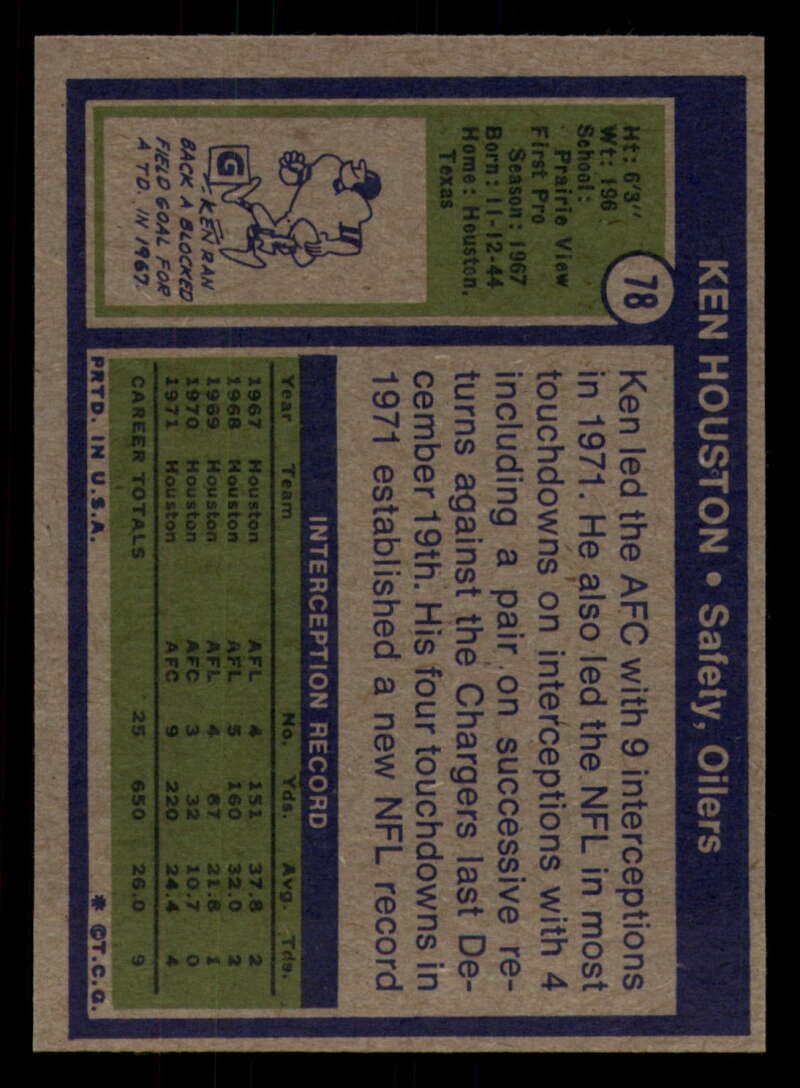 KEN HOUSTON • Safety, Oilers
78
Ht: 6'3"
Wt: 196
School:
Prairie View
First Pro
Season: 1967
Born: 11-12-44
Home: Houston,
Texas
G
KEN RAN
BACK A BLOCKED
FIELD GOAL FOR
A TD. IN 1967.
Ken led the AFC with 9 interceptions
in 1971. He also led the NFL in most
touchdowns on interceptions with 4
including a pair on successive re-
turns against the Chargers last De-
cember 19th. His four touchdowns in
1971 established a new NFL record
INTERCEPTION RECORD
Year Team No. Yds. Avg. Tds.
1967 Houston AFL 4 151 37.8 2
1968 Houston AFL 5 160 32.0 2
1969 Houston AFL 4 87 21.8 1
1970 Houston AFC 3 32 10.7 0
1971 Houston AFC 9 220 24.4 4
CAREER TOTALS 25 650 26.0 9
PRTD. IN U.S.A. * ©T.C.G.